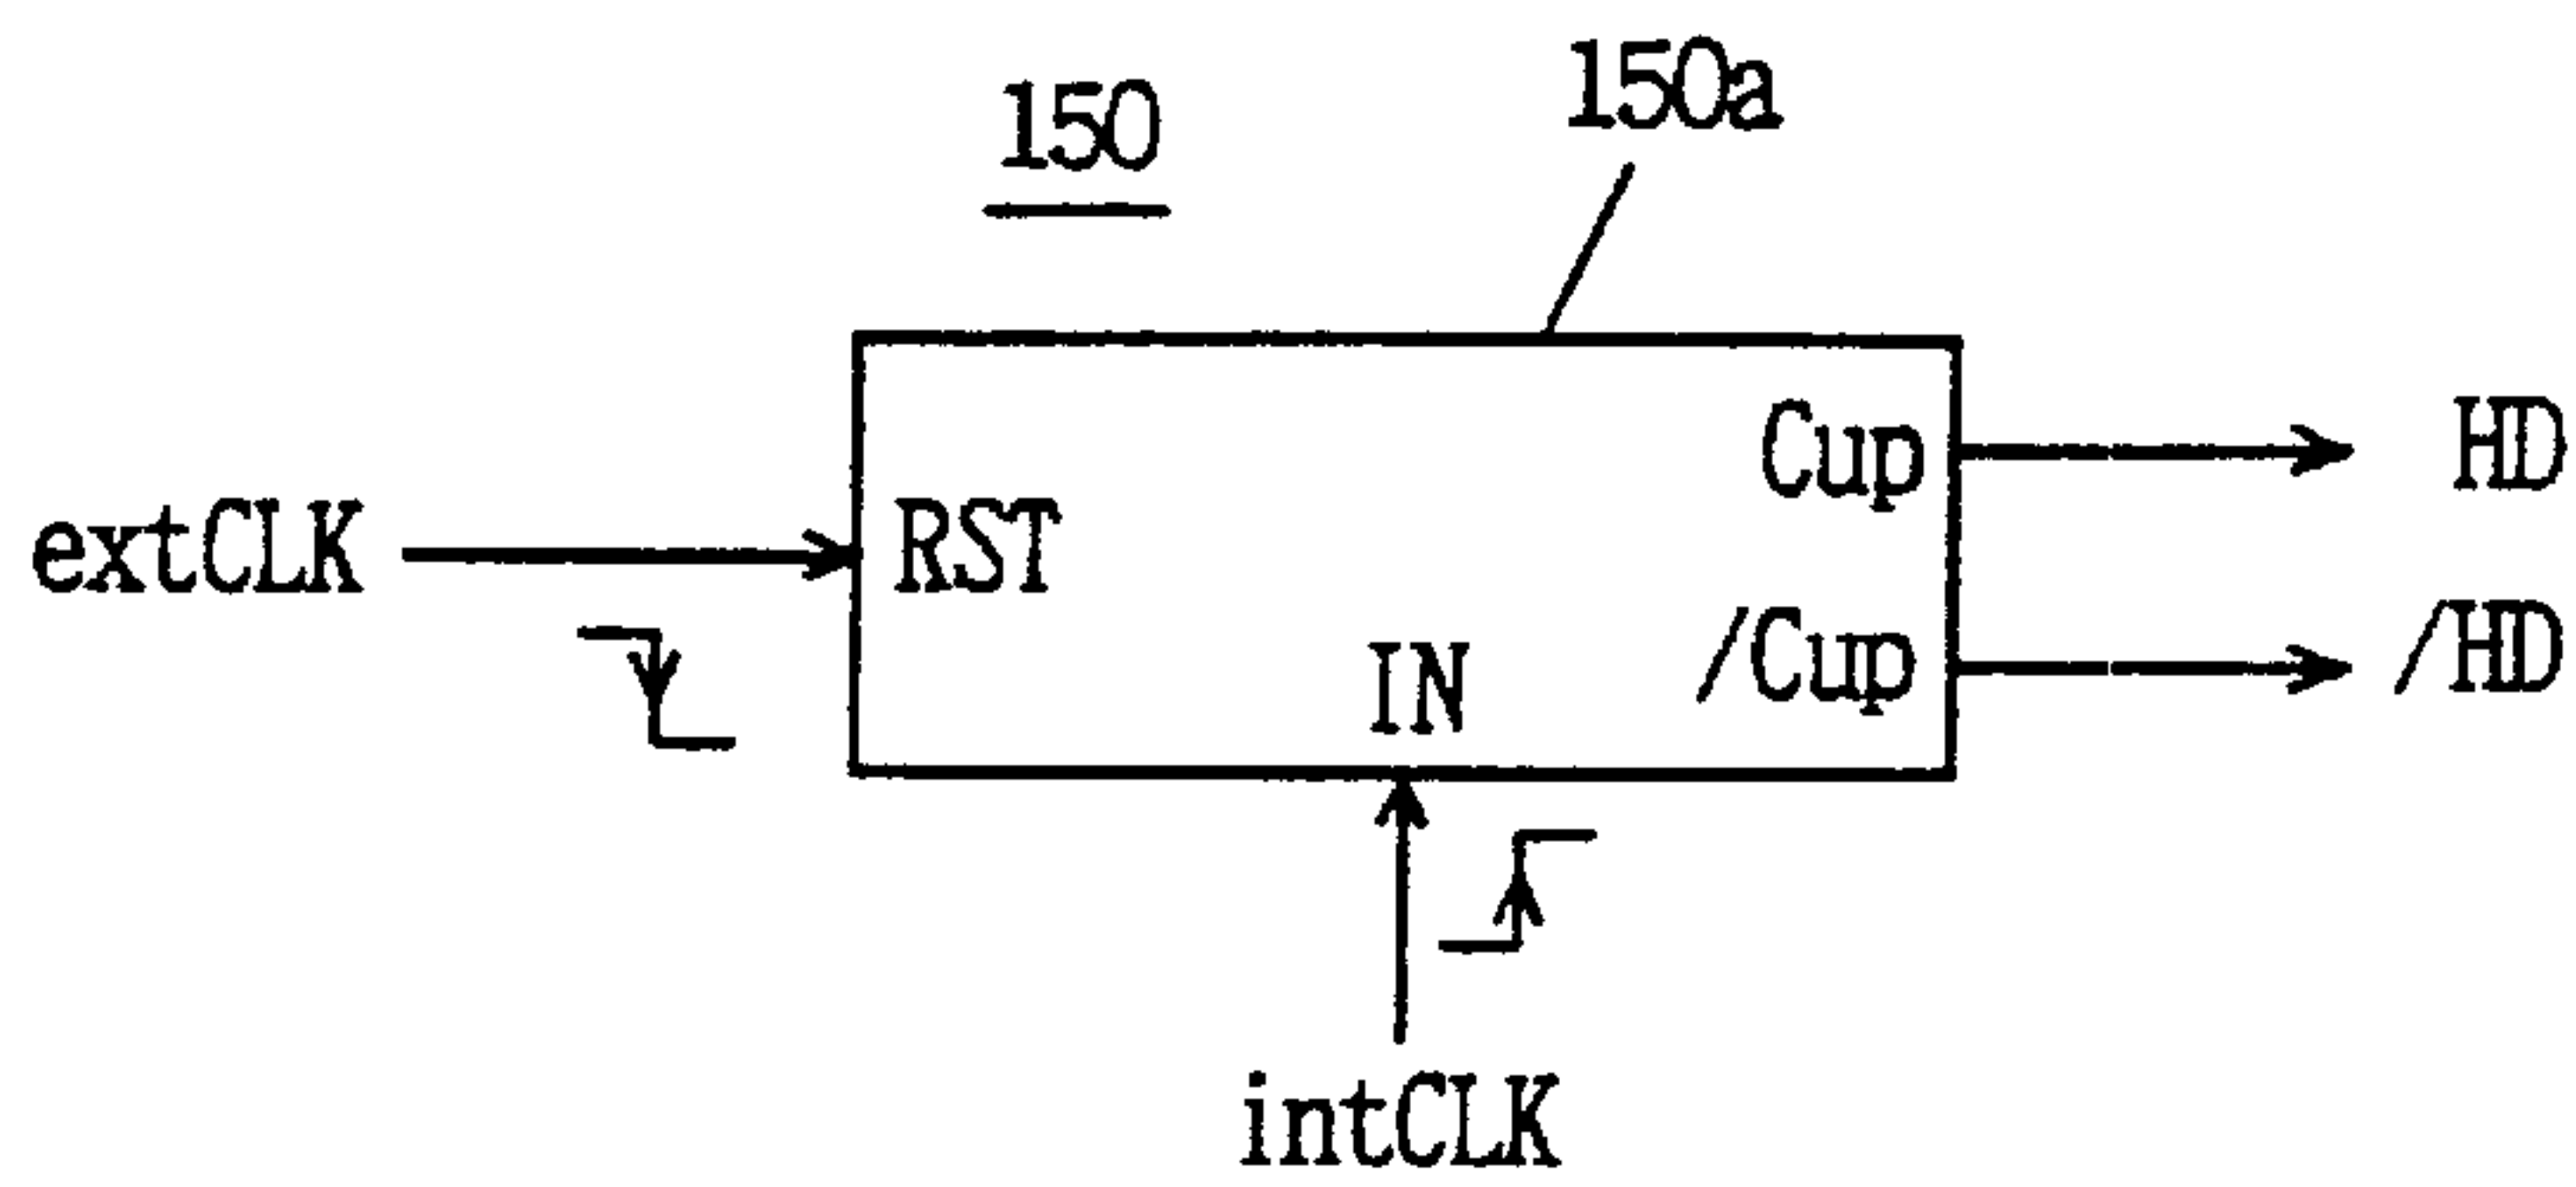 150
150a
Cup
HD
extCLK
RST
/Cup
/HD
IN
intCLK